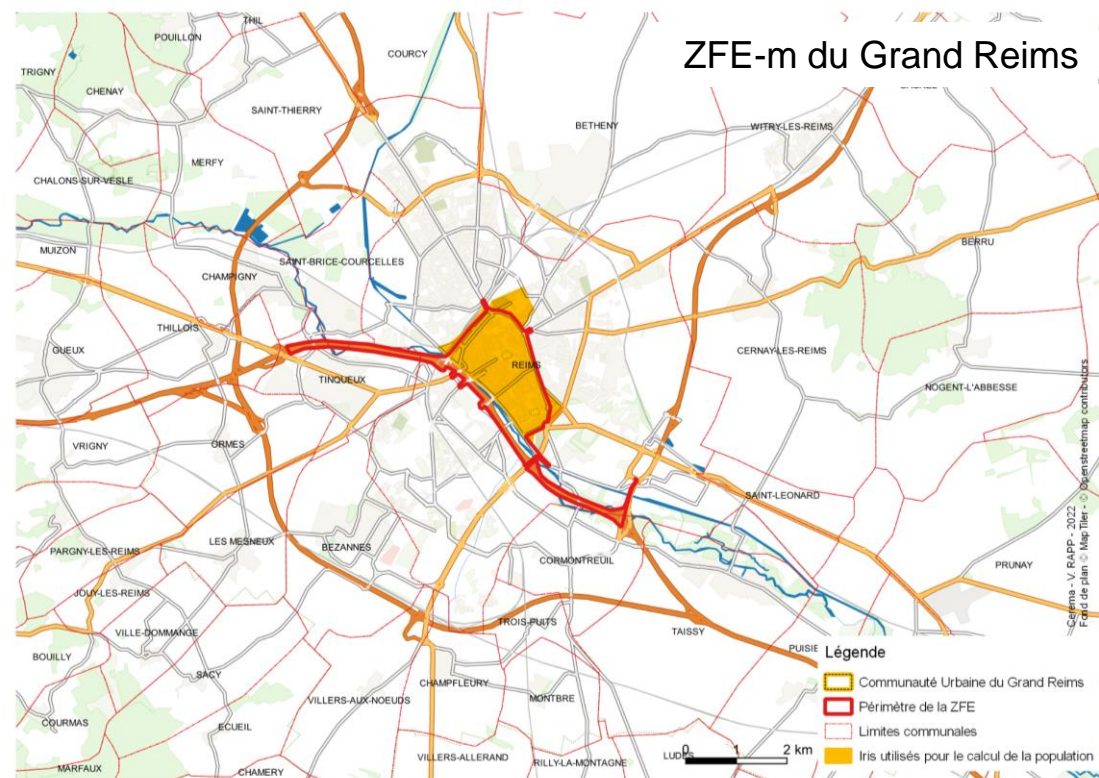 ZFE-m du Grand Reims
THIL
POUILLON
COURCY
TRIGNY
CHENAY
SAINT-THIERRY
BETHENY
WITRY-LES-REIMS
MERFY
CHALONS-SUR-VESLE
MUIZON
BERRU
SAINT-BRICE-COURCELLES
CHAMPIGNY
THILLOIS
GUEUX
CERNAY-LES-REIMS
REIMS
TINQUEUX
NOGENT-L'ABBESSE
VRIGNY
ORMES
SAINT-LEONARD
LES MESNEUX
BEZANNES
PARGNY-LES-REIMS
CORMONTREUIL
PRUNAY
JOUY-LES-REIMS
VILLE-DOMMANGE
TROIS-PUITS
TAISSY
PUISIE
BOUILLY
SACY
CHAMPFLEURY
MONTBRE
VILLERS-AUX-NOEUDS
COURMAS
ECUEIL
VILLERS-ALLERAND
RILLY-LA-MONTAGNE
LUDES
MARFAUX
CHAMERY
Cerema - V. RAPP - 2022
Fond de plan © MapTiler - © Openstreetmap contributors
Légende
Communauté Urbaine du Grand Reims
Périmètre de la ZFE
Limites communales
Iris utilisés pour le calcul de la population
0 1 2 km